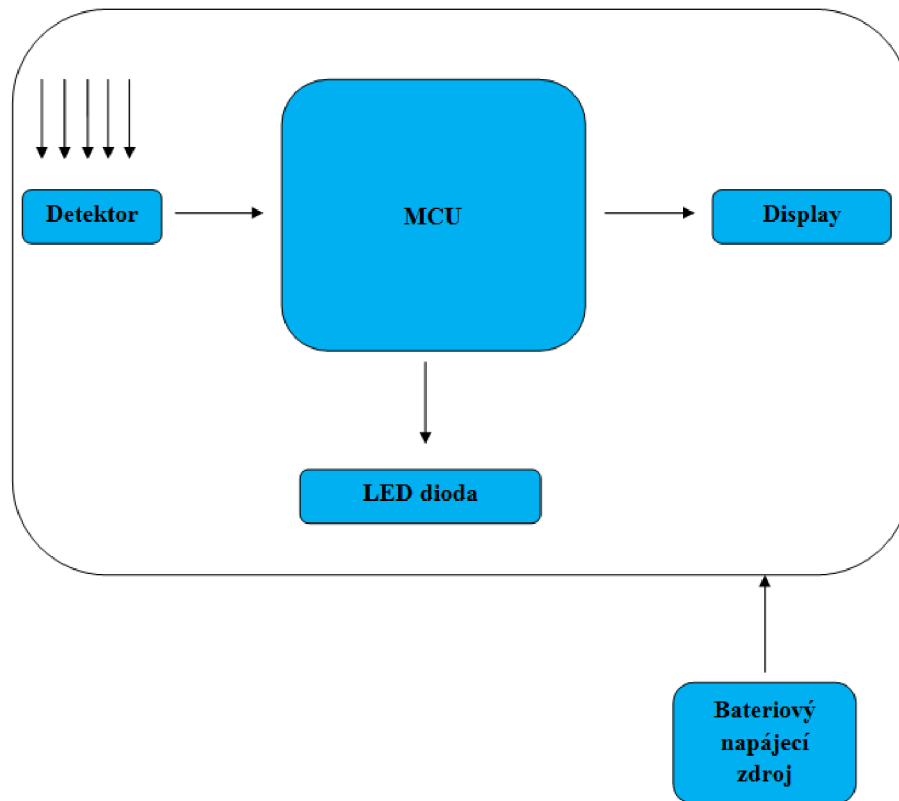 Detektor
MCU
Display
LED dioda
Bateriový
napájecí
zdroj